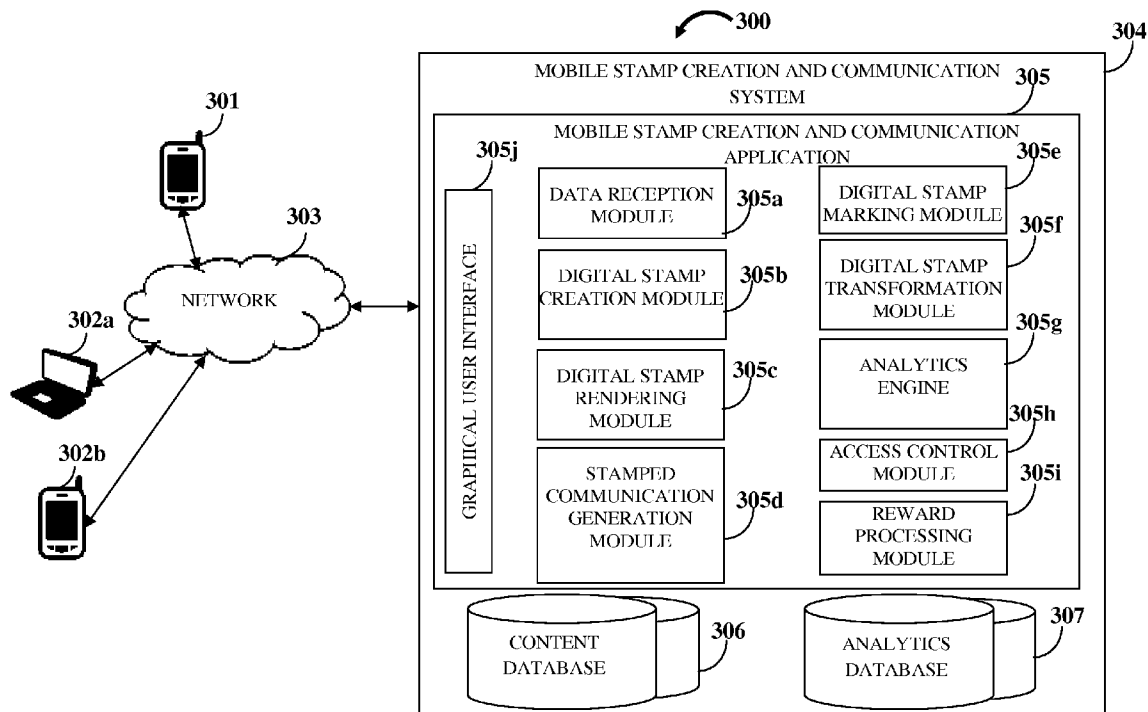 300
304
MOBILE STAMP CREATION AND COMMUNICATION
SYSTEM
305
MOBILE STAMP CREATION AND COMMUNICATION
APPLICATION
301
303
NETWORK
302a
302b
305j
GRAPHICAL USER INTERFACE
DATA RECEPTION
MODULE
305a
DIGITAL STAMP
CREATION MODULE
305b
DIGITAL STAMP
RENDERING
MODULE
305c
STAMPED
COMMUNICATION
GENERATION
MODULE
305d
305e
DIGITAL STAMP
MARKING MODULE
305f
DIGITAL STAMP
TRANSFORMATION
MODULE
305g
ANALYTICS
ENGINE
305h
ACCESS CONTROL
MODULE
305i
REWARD
PROCESSING
MODULE
CONTENT
DATABASE
306
ANALYTICS
DATABASE
307